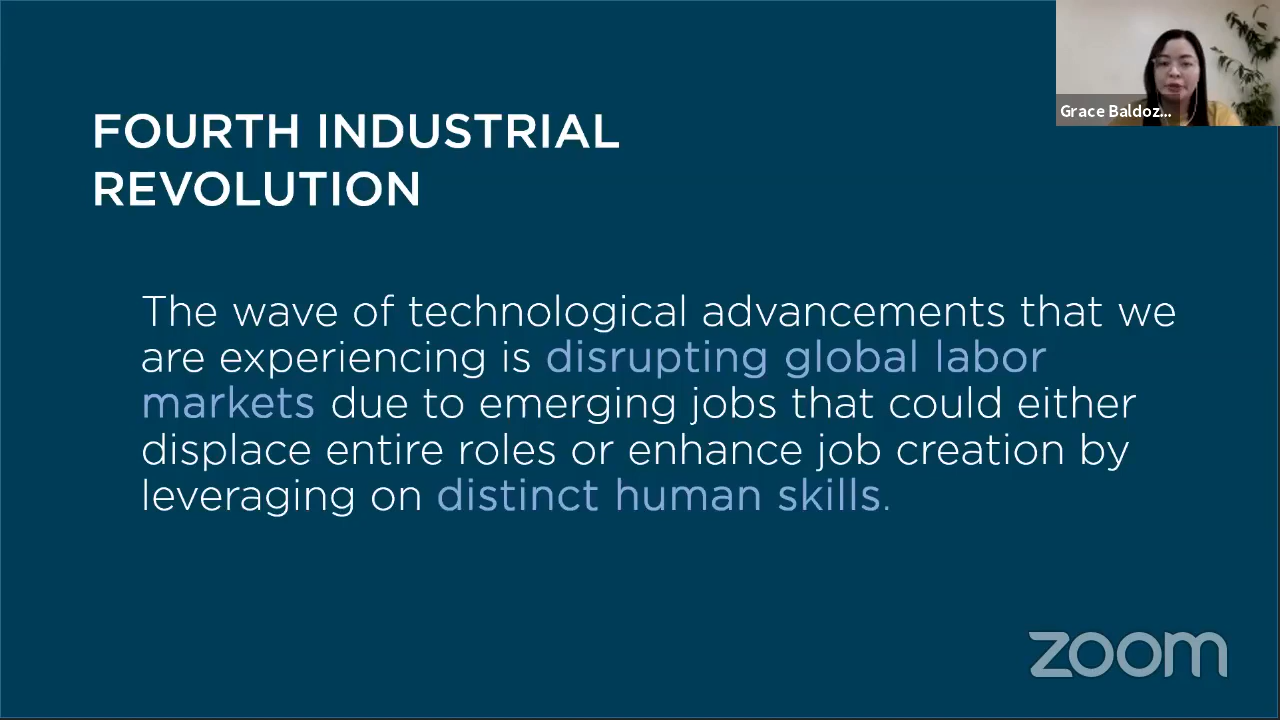 Grace Baldoz...
FOURTH INDUSTRIAL
REVOLUTION
The wave of technological advancements that we
are experiencing is disrupting global labor
markets due to emerging jobs that could either
displace entire roles or enhance job creation by
leveraging on distinct human skills.
zoom